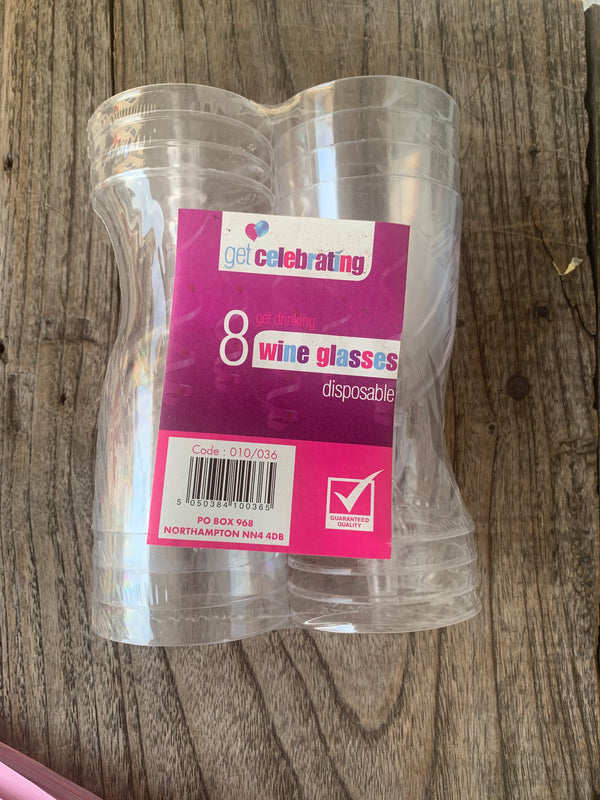 get celebrating
get drinking
8 wine glasses
disposable
Code : 010/036
5 050384 100365
PO BOX 968
NORTHAMPTON NN4 4DB
GUARANTEED
QUALITY